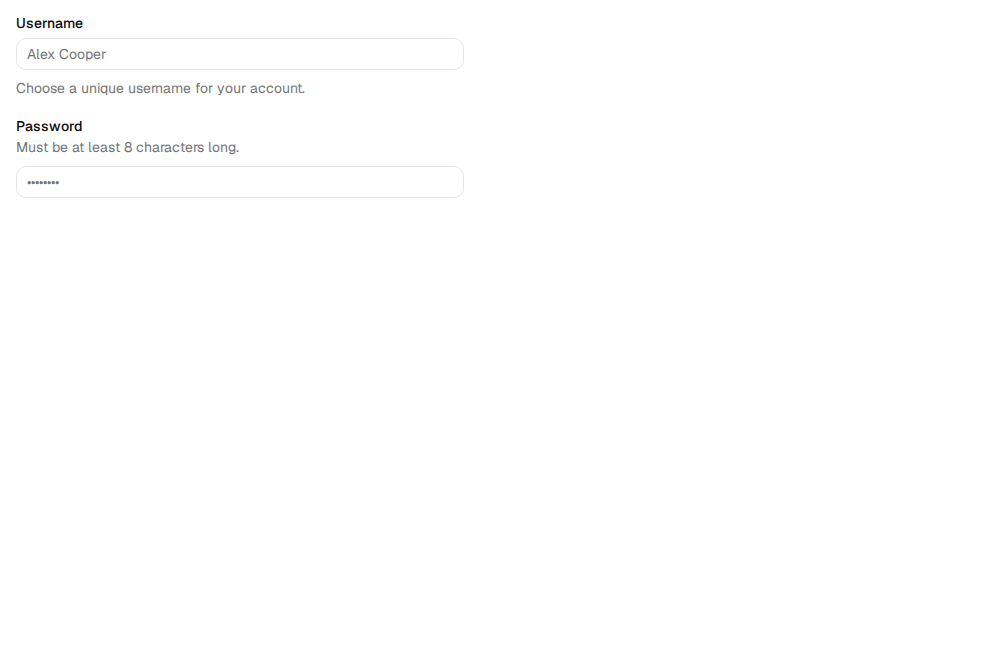 Username
Alex Cooper
Choose a unique username for your account.
Password
Must be at least 8 characters long.
••••••••